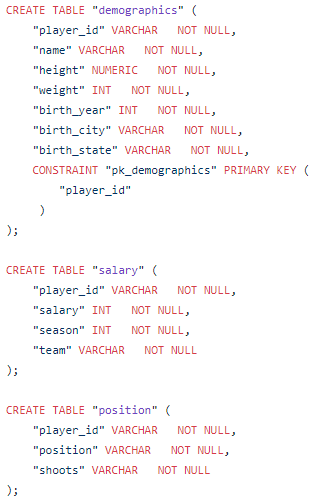 CREATE TABLE "demographics" (
"player_id" VARCHAR NOT NULL,
"name" VARCHAR NOT NULL,
"height" NUMERIC NOT NULL,
"weight" INT NOT NULL,
"birth_year" INT NOT NULL,
"birth_city" VARCHAR NOT NULL,
"birth_state" VARCHAR NOT NULL,
CONSTRAINT "pk_demographics" PRIMARY KEY (
"player_id"
)
);
CREATE TABLE "salary" (
"player_id" VARCHAR NOT NULL,
"salary" INT NOT NULL,
"season" INT NOT NULL,
"team" VARCHAR NOT NULL
);
CREATE TABLE "position" (
"player_id" VARCHAR NOT NULL,
"position" VARCHAR NOT NULL,
"shoots" VARCHAR NOT NULL
);